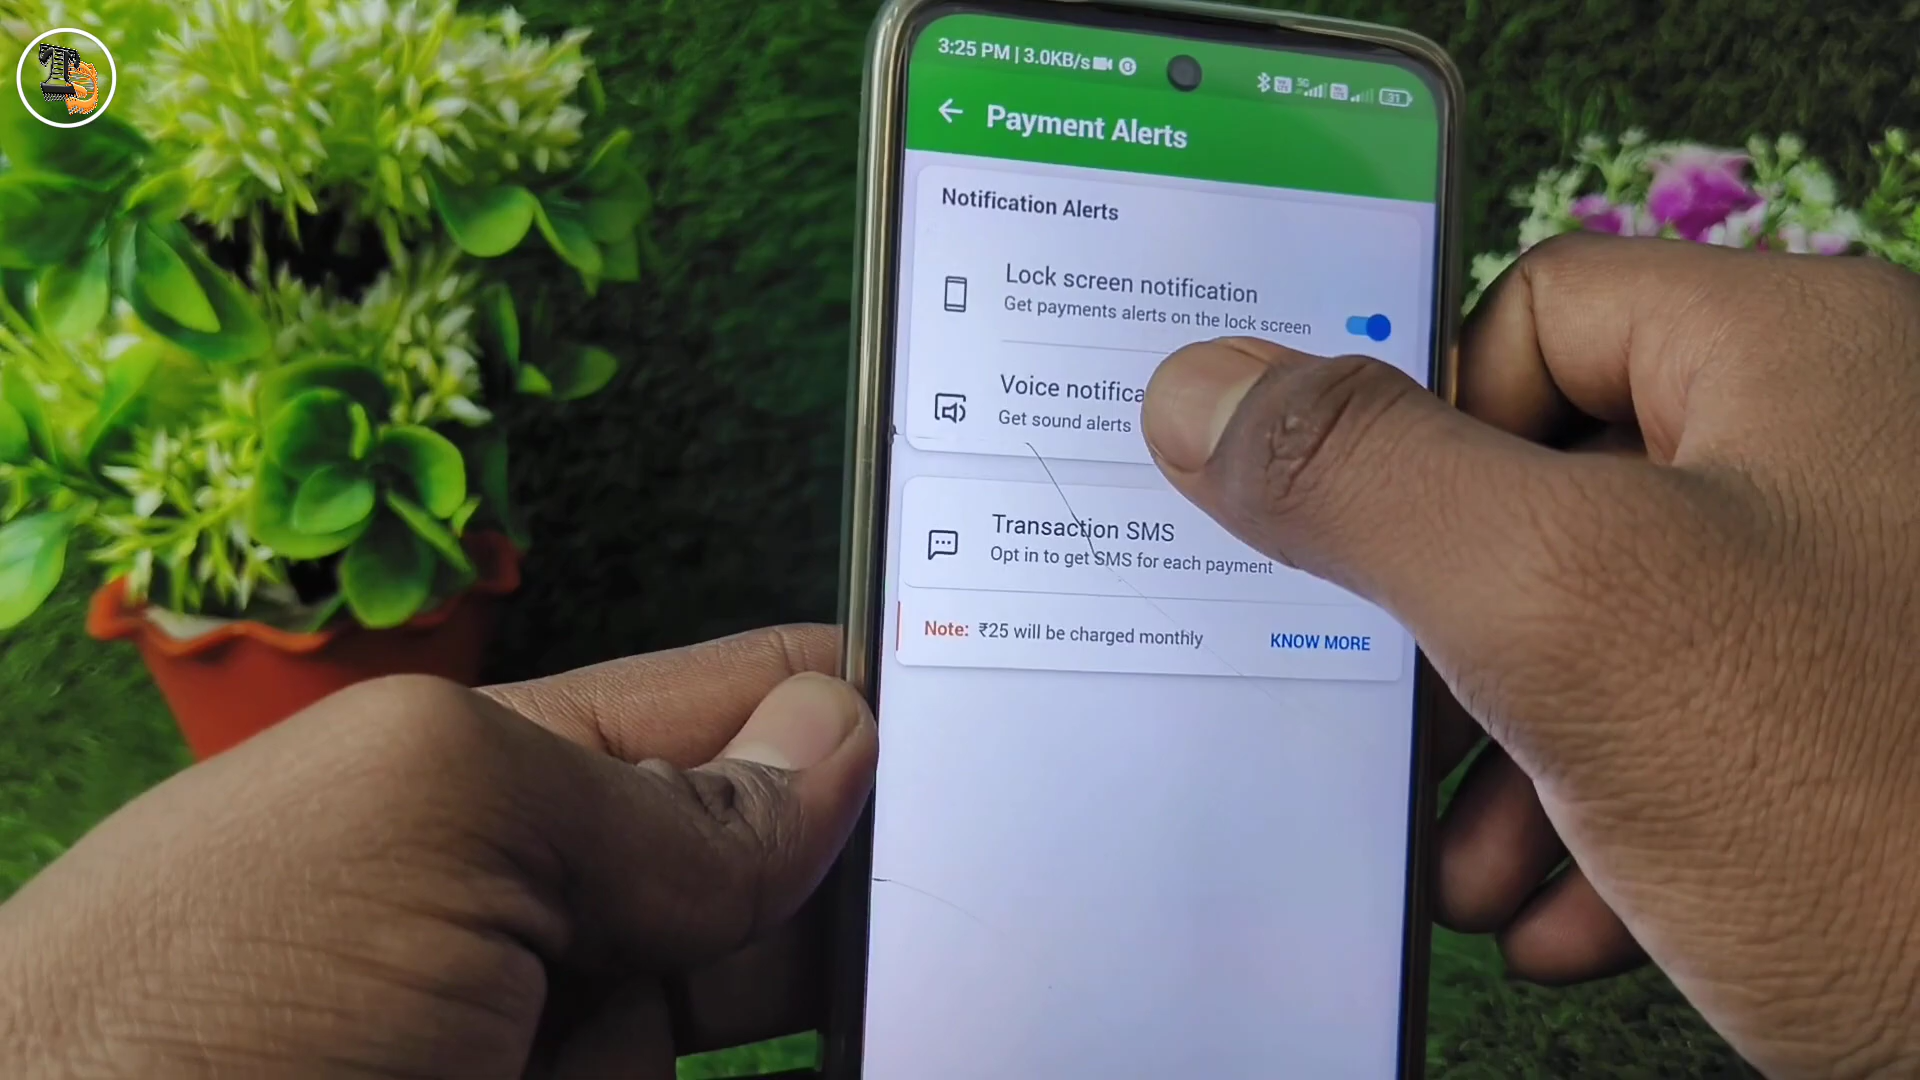 3:25 PM | 3.0KB/s
31
Payment Alerts
Notification Alerts
Lock screen notification
Get payments alerts on the lock screen
Voice
Get sound alerts
Transaction SMS
Opt in to get SMS for each payment
Note: ₹25 will be charged monthly
KNOW MORE